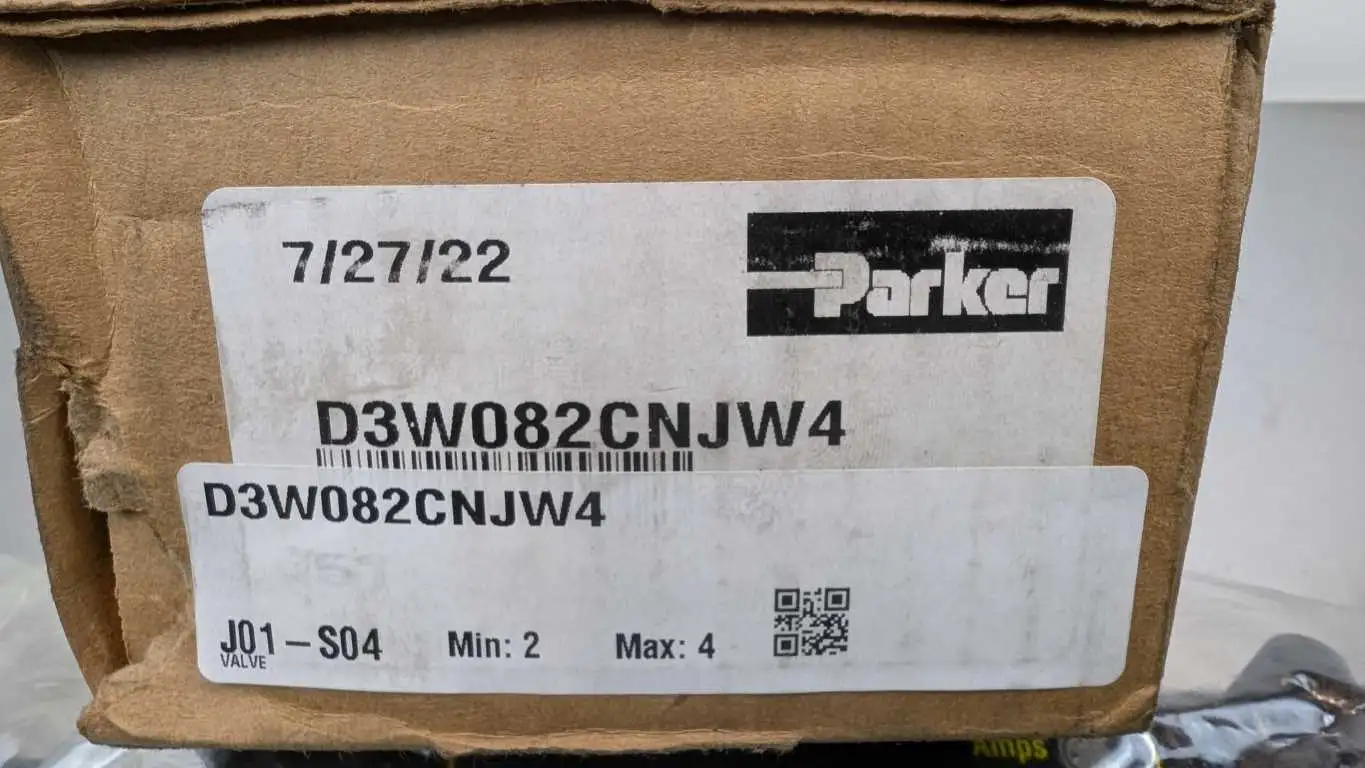 7/27/22
Parker
D3W082CNJW4
D3W082CNJW4
J01-S04 Min: 2 Max: 4
VALVE
Amps